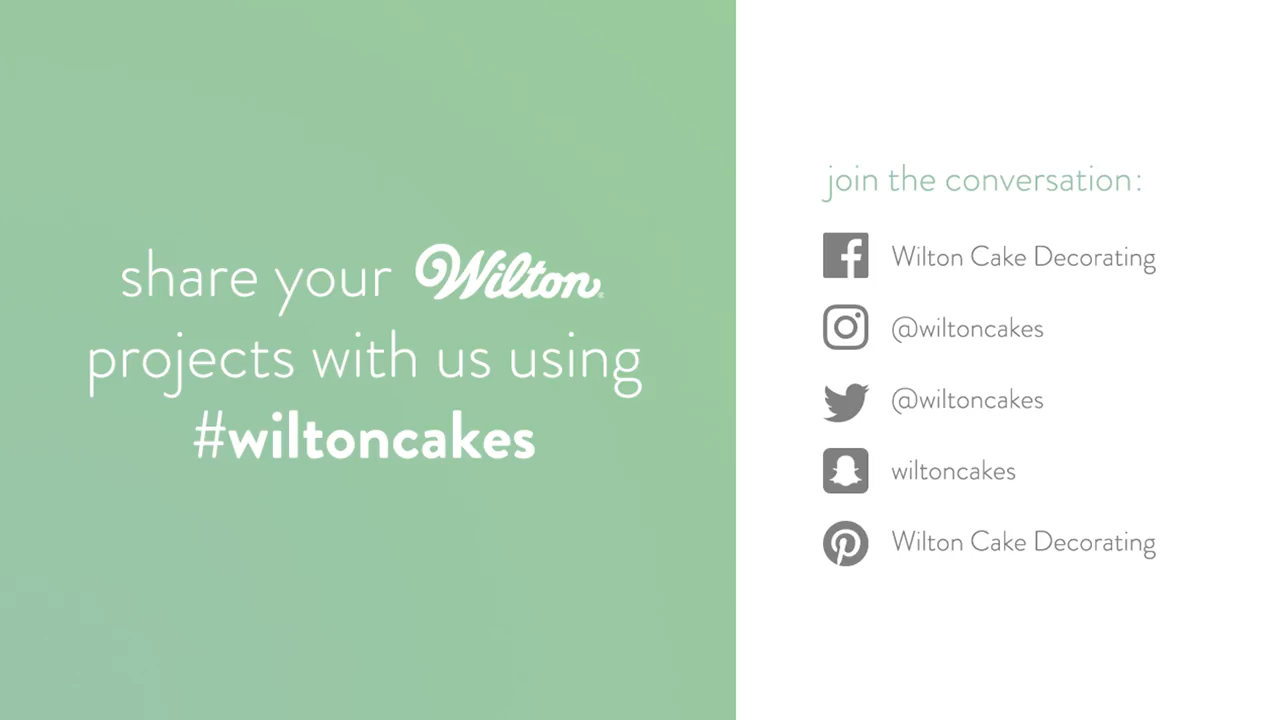 share your Wilton®
projects with us using
#wiltoncakes
join the conversation:
Wilton Cake Decorating
@wiltoncakes
@wiltoncakes
wiltoncakes
Wilton Cake Decorating